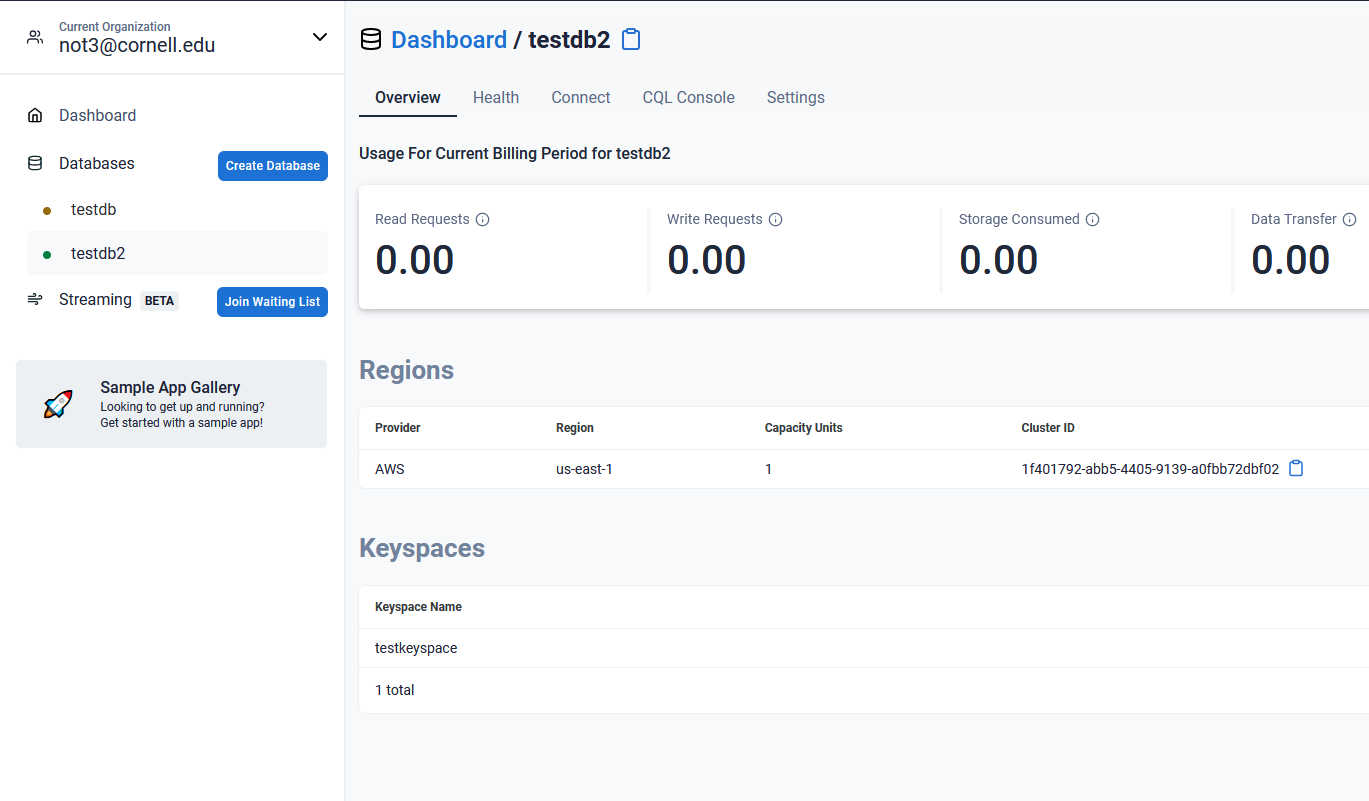 Current Organization
not3@cornell.edu
Dashboard
Databases
Create Database
testdb
testdb2
Streaming BETA
Join Waiting List
Sample App Gallery
Looking to get up and running?
Get started with a sample app!
Dashboard / testdb2
Overview Health Connect CQL Console Settings
Usage For Current Billing Period for testdb2
Read Requests Write Requests Storage Consumed Data Transfer
0.00 0.00 0.00 0.00
Regions
Provider Region Capacity Units Cluster ID
AWS us-east-1 1 1f401792-abb5-4405-9139-a0fbb72dbf02
Keyspaces
Keyspace Name
testkeyspace
1 total